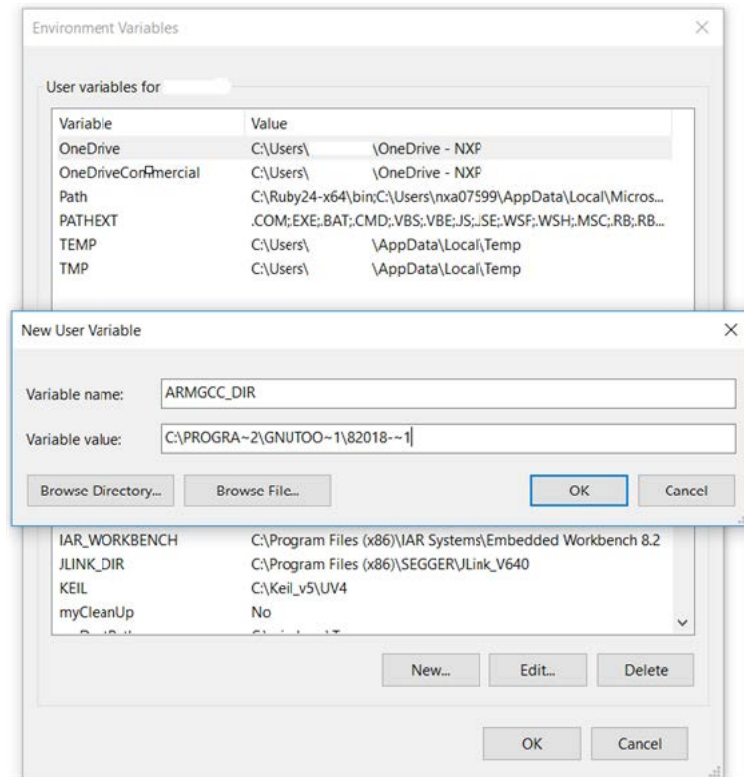 Environment Variables
User variables for
Variable Value
OneDrive C:\Users\ \OneDrive - NXP
OneDriveCommercial C:\Users\ \OneDrive - NXP
Path C:\Ruby24-x64\bin;C:\Users\nxa07599\AppData\Local\Micros...
PATHEXT .COM;.EXE;.BAT;.CMD;.VBS;.VBE;.JS;.JSE;.WSF;.WSH;.MSC;.RB;.RB...
TEMP C:\Users\ \AppData\Local\Temp
TMP C:\Users\ \AppData\Local\Temp
New User Variable
Variable name: ARMGCC_DIR
Variable value: C:\PROGRA~2\GNUTOO~1\82018-~1
Browse Directory... Browse File... OK Cancel
IAR_WORKBENCH C:\Program Files (x86)\IAR Systems\Embedded Workbench 8.2
JLINK_DIR C:\Program Files (x86)\SEGGER\JLink_V640
KEIL C:\Keil_v5\UV4
myCleanUp No
New... Edit... Delete
OK Cancel